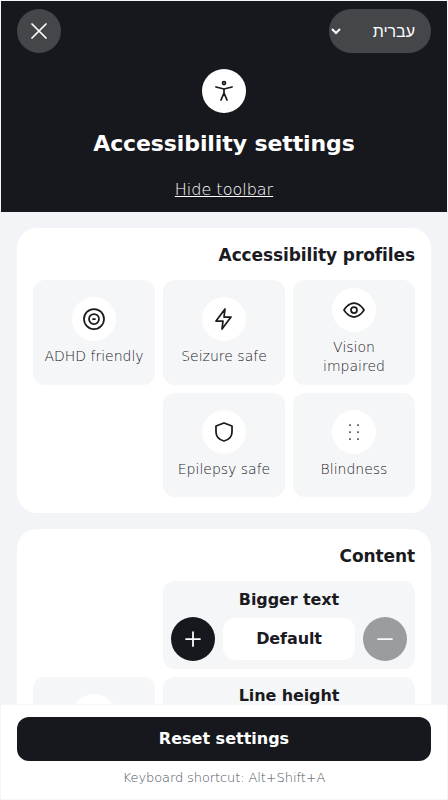 עברית
Accessibility settings
Hide toolbar
Accessibility profiles
Vision
impaired
Seizure safe
ADHD friendly
Blindness
Epilepsy safe
Content
Bigger text
Default
Line height
Reset settings
Keyboard shortcut: Alt+Shift+A